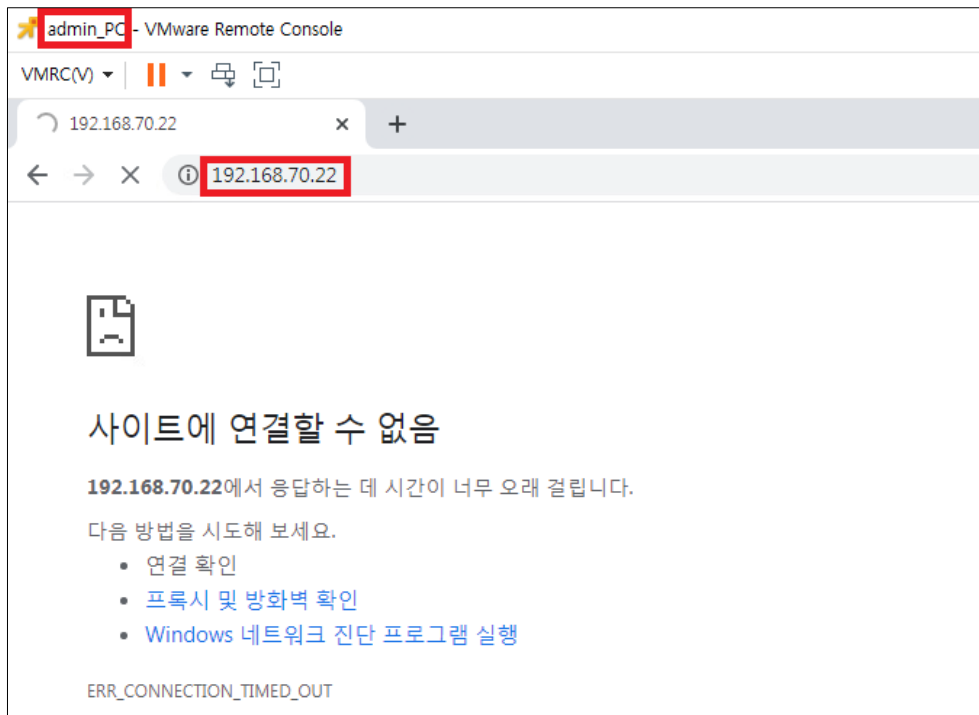 admin_PC - VMware Remote Console
VMRC(V)
192.168.70.22
192.168.70.22
사이트에 연결할 수 없음
192.168.70.22에서 응답하는 데 시간이 너무 오래 걸립니다.
다음 방법을 시도해 보세요.
• 연결 확인
• 프록시 및 방화벽 확인
• Windows 네트워크 진단 프로그램 실행
ERR_CONNECTION_TIMED_OUT